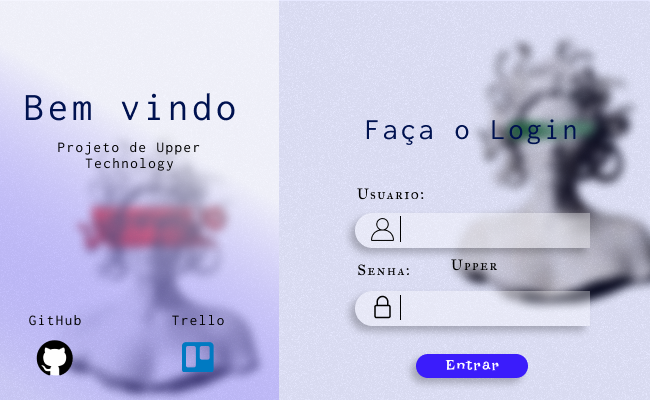 Bem vindo
Projeto de Upper
Technology
GitHub
Trello
Faça o Login
Usuario:
Senha:
Upper
Entrar